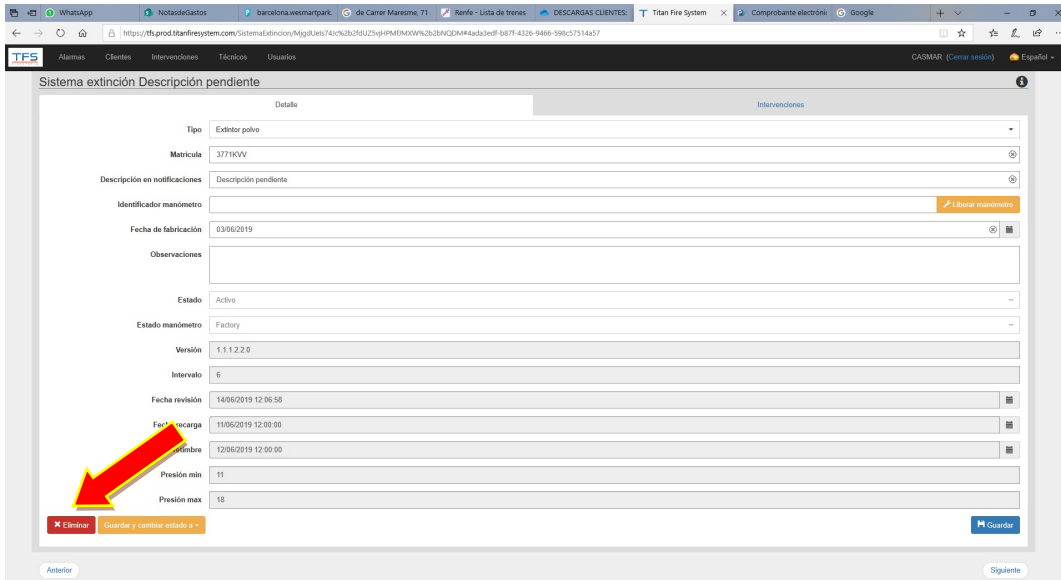 WhatsApp NotasdeGastos barcelona.wesmartpark. de Carrer Maresme, 71 Renfe - Lista de trenes DESCARGAS CLIENTES: Titan Fire System Comprobante electróni Google
https://tfs.prod.titanfiresystem.com/SistemaExtincion/MjgdUets74Jc%2b2fdUZ5vjHPMfJMXW%2b2bNQDM#4ada3edf-b87f-4326-9466-598c57514a57
TFS Alarmas Clientes Intervenciones Técnicos Usuarios CASMAR (Cerrar sesión) Español
Sistema extinción Descripción pendiente
Detalle Intervenciones
Tipo Extintor polvo
Matrícula 3771KVV
Descripción en notificaciones Descripción pendiente
Identificador manómetro Liberar manómetro
Fecha de fabricación 03/06/2019
Observaciones
Estado Activo
Estado manómetro Factory
Versión 1.1.1.2.2.0
Intervalo 6
Fecha revisión 14/06/2019 12:06:58
recarga 11/06/2019 12:00:00
12/06/2019 12:00:00
Presión min 11
Presión max 18
Eliminar Guardar y cambiar estado a Guardar
Anterior Siguiente